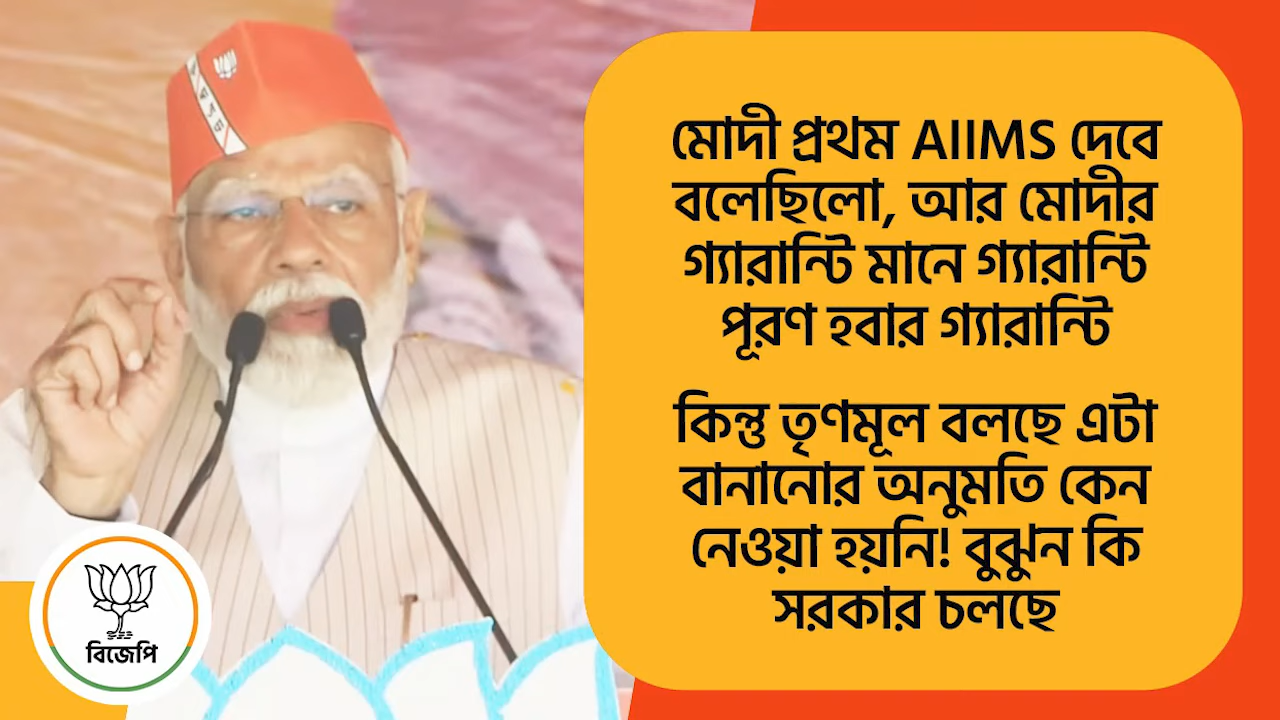 মোদী প্রথম AIIMS দেবে
বলেছিলো, আর মোদীর
গ্যারান্টি মানে গ্যারান্টি
পূরণ হবার গ্যারান্টি
কিন্তু তৃণমূল বলছে এটা
বানানোর অনুমতি কেন
নেওয়া হয়নি! বুঝুন কি
সরকার চলছে
বিজেপি